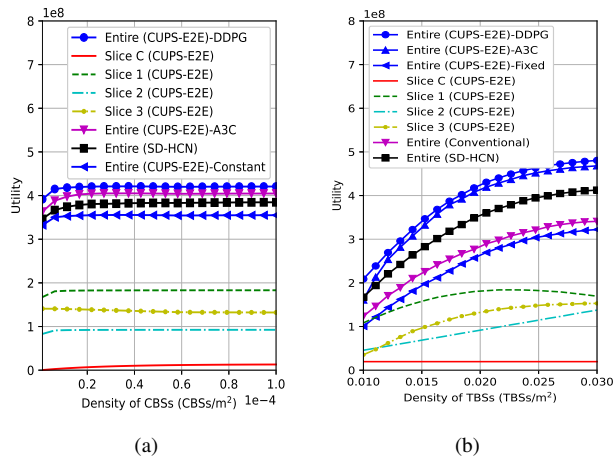 1e8
8
7
6
5
4
3
2
1
0
Utility
Entire (CUPS-E2E)-DDPG
Slice C (CUPS-E2E)
Slice 1 (CUPS-E2E)
Slice 2 (CUPS-E2E)
Slice 3 (CUPS-E2E)
Entire (CUPS-E2E)-A3C
Entire (SD-HCN)
Entire (CUPS-E2E)-Constant
0.2 0.4 0.6 0.8 1.0
Density of CBSs (CBSs/m²) 1e−4
(a)
1e8
8
7
6
5
4
3
2
1
0
Utility
Entire (CUPS-E2E)-DDPG
Entire (CUPS-E2E)-A3C
Entire (CUPS-E2E)-Fixed
Slice C (CUPS-E2E)
Slice 1 (CUPS-E2E)
Slice 2 (CUPS-E2E)
Slice 3 (CUPS-E2E)
Entire (Conventional)
Entire (SD-HCN)
0.010 0.015 0.020 0.025 0.030
Density of TBSs (TBSs/m²)
(b)